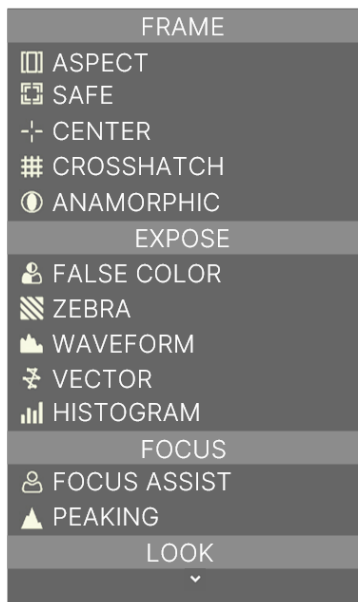 FRAME
ASPECT
SAFE
CENTER
CROSSHATCH
ANAMORPHIC
EXPOSE
FALSE COLOR
ZEBRA
WAVEFORM
VECTOR
HISTOGRAM
FOCUS
FOCUS ASSIST
PEAKING
LOOK